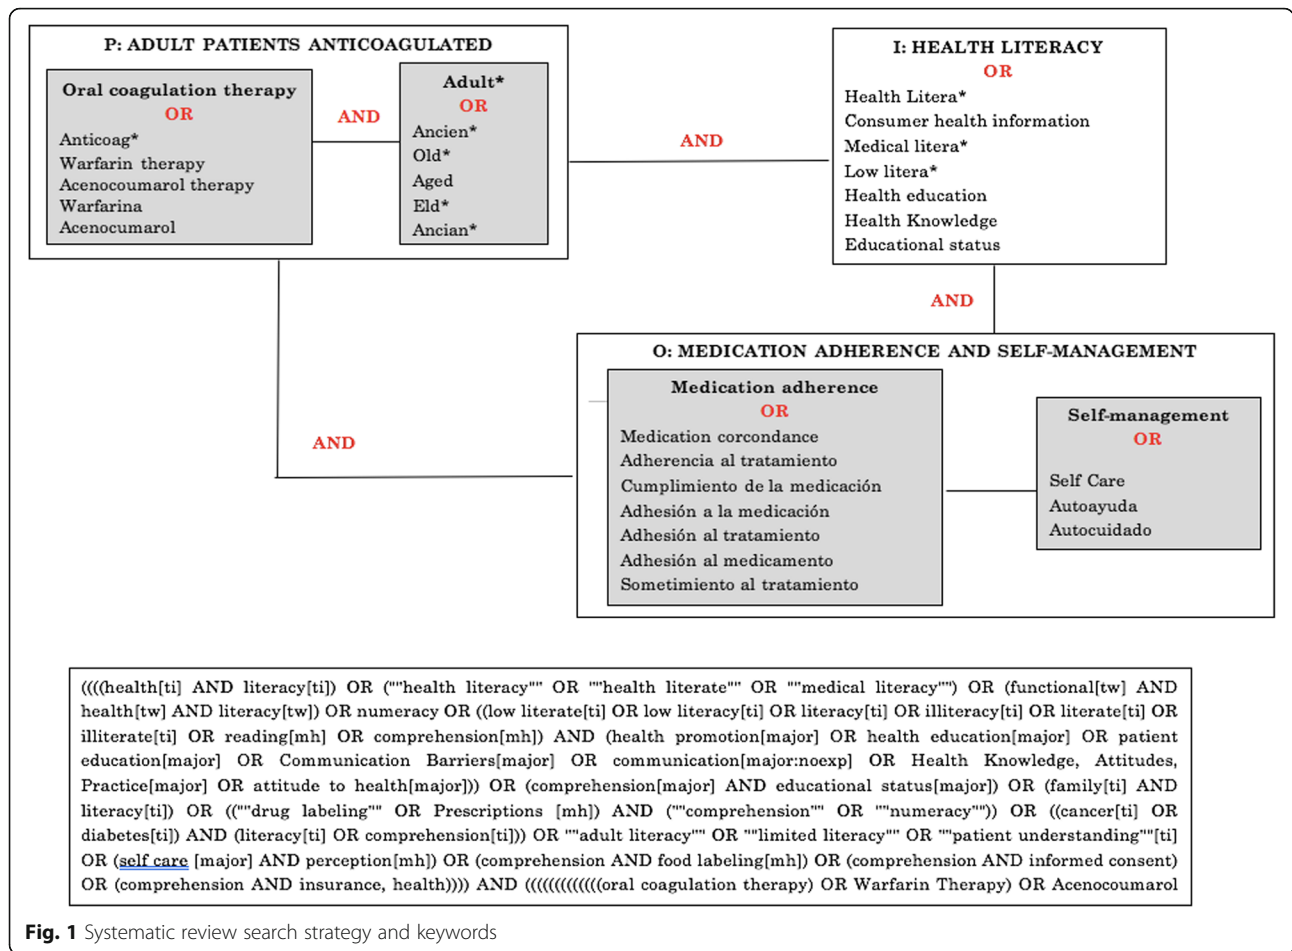 P: ADULT PATIENTS ANTICOAGULATED
Oral coagulation therapy
OR
Anticoag*
Warfarin therapy
Acenocoumarol therapy
Warfarina
Acenocumarol
AND
Adult*
OR
Ancien*
Old*
Aged
Eld*
Ancian*
AND
I: HEALTH LITERACY
OR
Health Litera*
Consumer health information
Medical litera*
Low litera*
Health education
Health Knowledge
Educational status
AND
AND
O: MEDICATION ADHERENCE AND SELF-MANAGEMENT
Medication adherence
OR
Medication corcondance
Adherencia al tratamiento
Cumplimiento de la medicación
Adhesión a la medicación
Adhesión al tratamiento
Adhesión al medicamento
Sometimiento al tratamiento
Self-management
OR
Self Care
Autoayuda
Autocuidado
((((health[ti] AND literacy[ti]) OR (""health literacy"" OR ""health literate"" OR ""medical literacy"") OR (functional[tw] AND
health[tw] AND literacy[tw]) OR numeracy OR ((low literate[ti] OR low literacy[ti] OR literacy[ti] OR illiteracy[ti] OR literate[ti] OR
illiterate[ti] OR reading[mh] OR comprehension[mh]) AND (health promotion[major] OR health education[major] OR patient
education[major] OR Communication Barriers[major] OR communication[major:noexp] OR Health Knowledge, Attitudes,
Practice[major] OR attitude to health[major])) OR (comprehension[major] AND educational status[major]) OR (family[ti] AND
literacy[ti]) OR ((""drug labeling"" OR Prescriptions [mh]) AND (""comprehension"" OR ""numeracy"")) OR ((cancer[ti] OR
diabetes[ti]) AND (literacy[ti] OR comprehension[ti])) OR ""adult literacy"" OR ""limited literacy"" OR ""patient understanding""[ti]
OR (self care [major] AND perception[mh]) OR (comprehension AND food labeling[mh]) OR (comprehension AND informed consent)
OR (comprehension AND insurance, health)))) AND (((((((((((((oral coagulation therapy) OR Warfarin Therapy) OR Acenocoumarol
Fig. 1 Systematic review search strategy and keywords